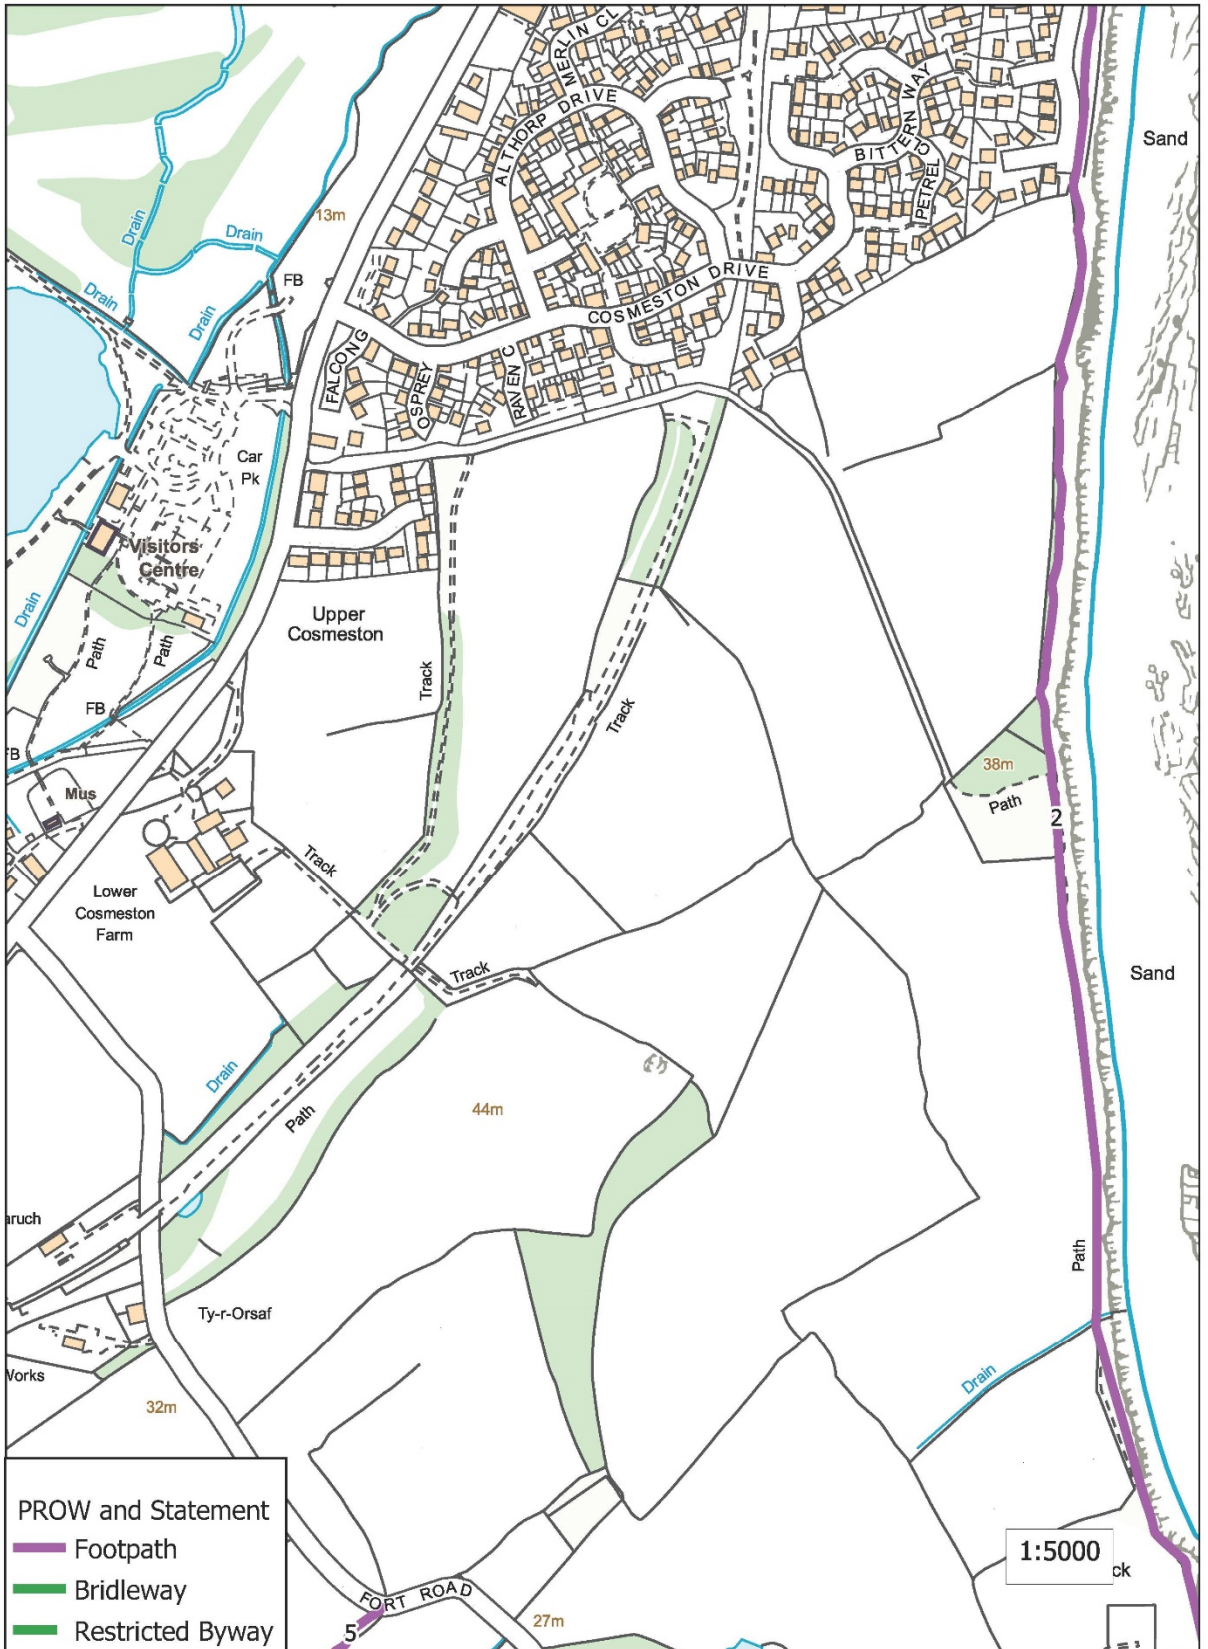 MERLIN CL
Sand
ALTHORP DRIVE
BITTERN WAY
PETREL CL
Drain
13m
Drain
FB
Drain
Drain
COSMESTON DRIVE
FALCON G
OSPREY
RAVEN C
Car
Pk
Visitors
Centre
Drain
Upper
Cosmeston
Path
Path
Track
Track
FB
FB
38m
Path
Mus
2
Track
Lower
Cosmeston
Farm
Track
Sand
Drain
44m
Path
aruch
Path
Ty-r-Orsaf
Works
Drain
32m
PROW and Statement
Footpath
Bridleway
Restricted Byway
1:5000
ck
FORT ROAD
27m
5